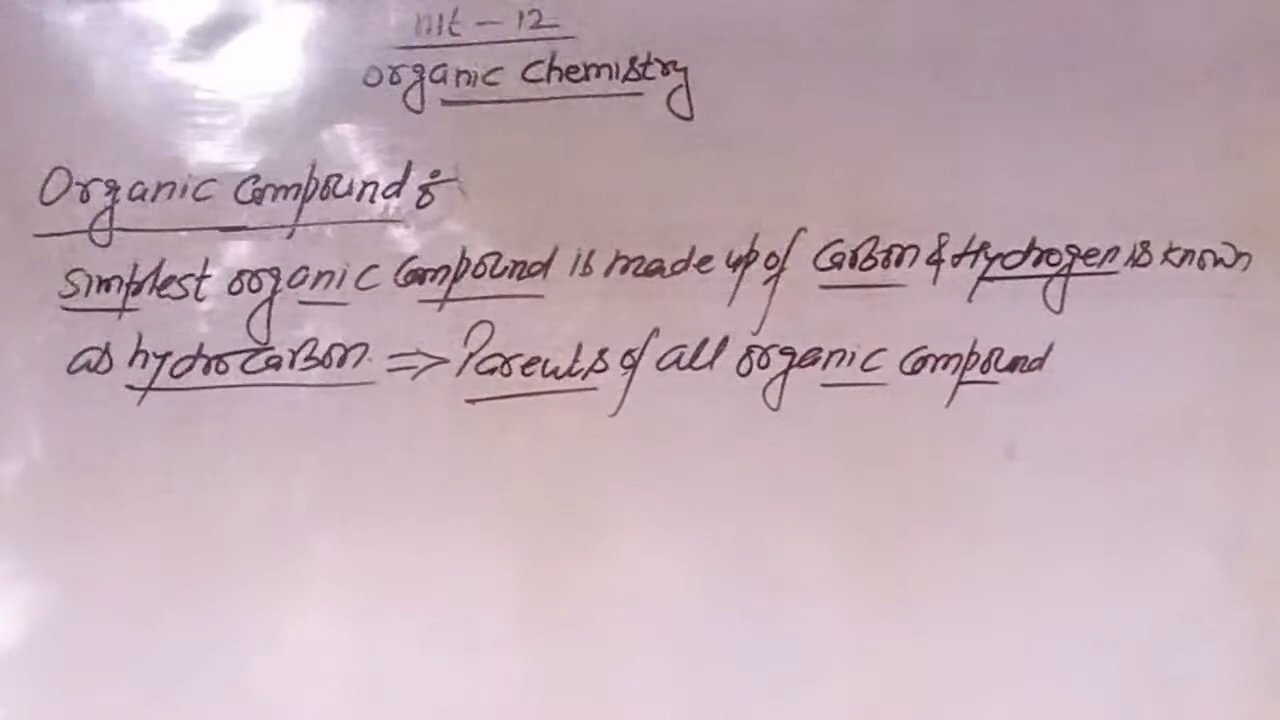 - 12
Organic Chemistry
Organic Compound :-
Simplest organic Compound is made up of Carbon & Hydrogen is known
as hydrocarbon. => Parents of all organic compound